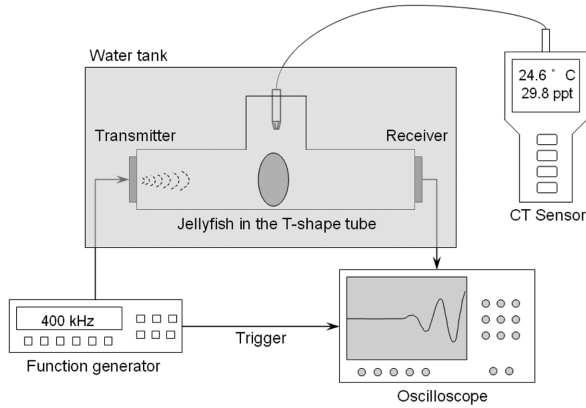 Water tank
24.6 ° C
29.8 ppt
Transmitter
Receiver
Jellyfish in the T-shape tube
CT Sensor
400 kHz
Trigger
Function generator
Oscilloscope